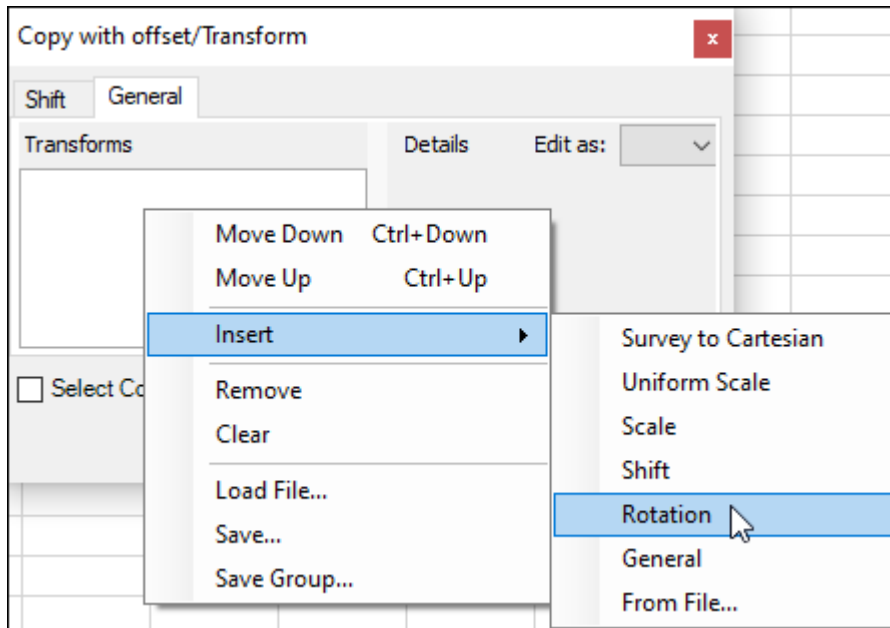 Copy with offset/Transform
x
Shift General
Transforms
Details Edit as:
Move Down Ctrl+Down
Move Up Ctrl+Up
Insert
Remove
Clear
Load File...
Save...
Save Group...
Survey to Cartesian
Uniform Scale
Scale
Shift
Rotation
General
From File...
Select